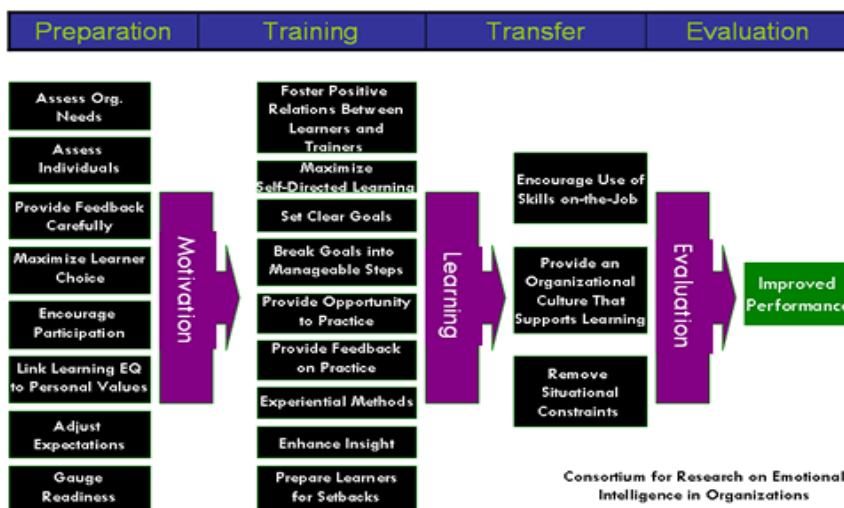 Preparation
Training
Transfer
Evaluation
Assess Org.
Needs
Assess
Individuals
Provide Feedback
Carefully
Maximize Learner
Choice
Encourage
Participation
Link Learning EQ
to Personal Values
Adjust
Expectations
Gauge
Readiness
Motivation
Foster Positive
Relations Between
Learners and
Trainers
Maximize
Self-Directed Learning
Set Clear Goals
Break Goals into
Manageable Steps
Provide Opportunity
to Practice
Provide Feedback
on Practice
Experiential Methods
Enhance Insight
Prepare Learners
for Setbacks
Learning
Encourage Use of
Skills on-the-Job
Provide an
Organizational
Culture That
Supports Learning
Remove
Situational
Constraints
Evaluation
Improved
Performance
Consortium for Research on Emotional
Intelligence in Organizations